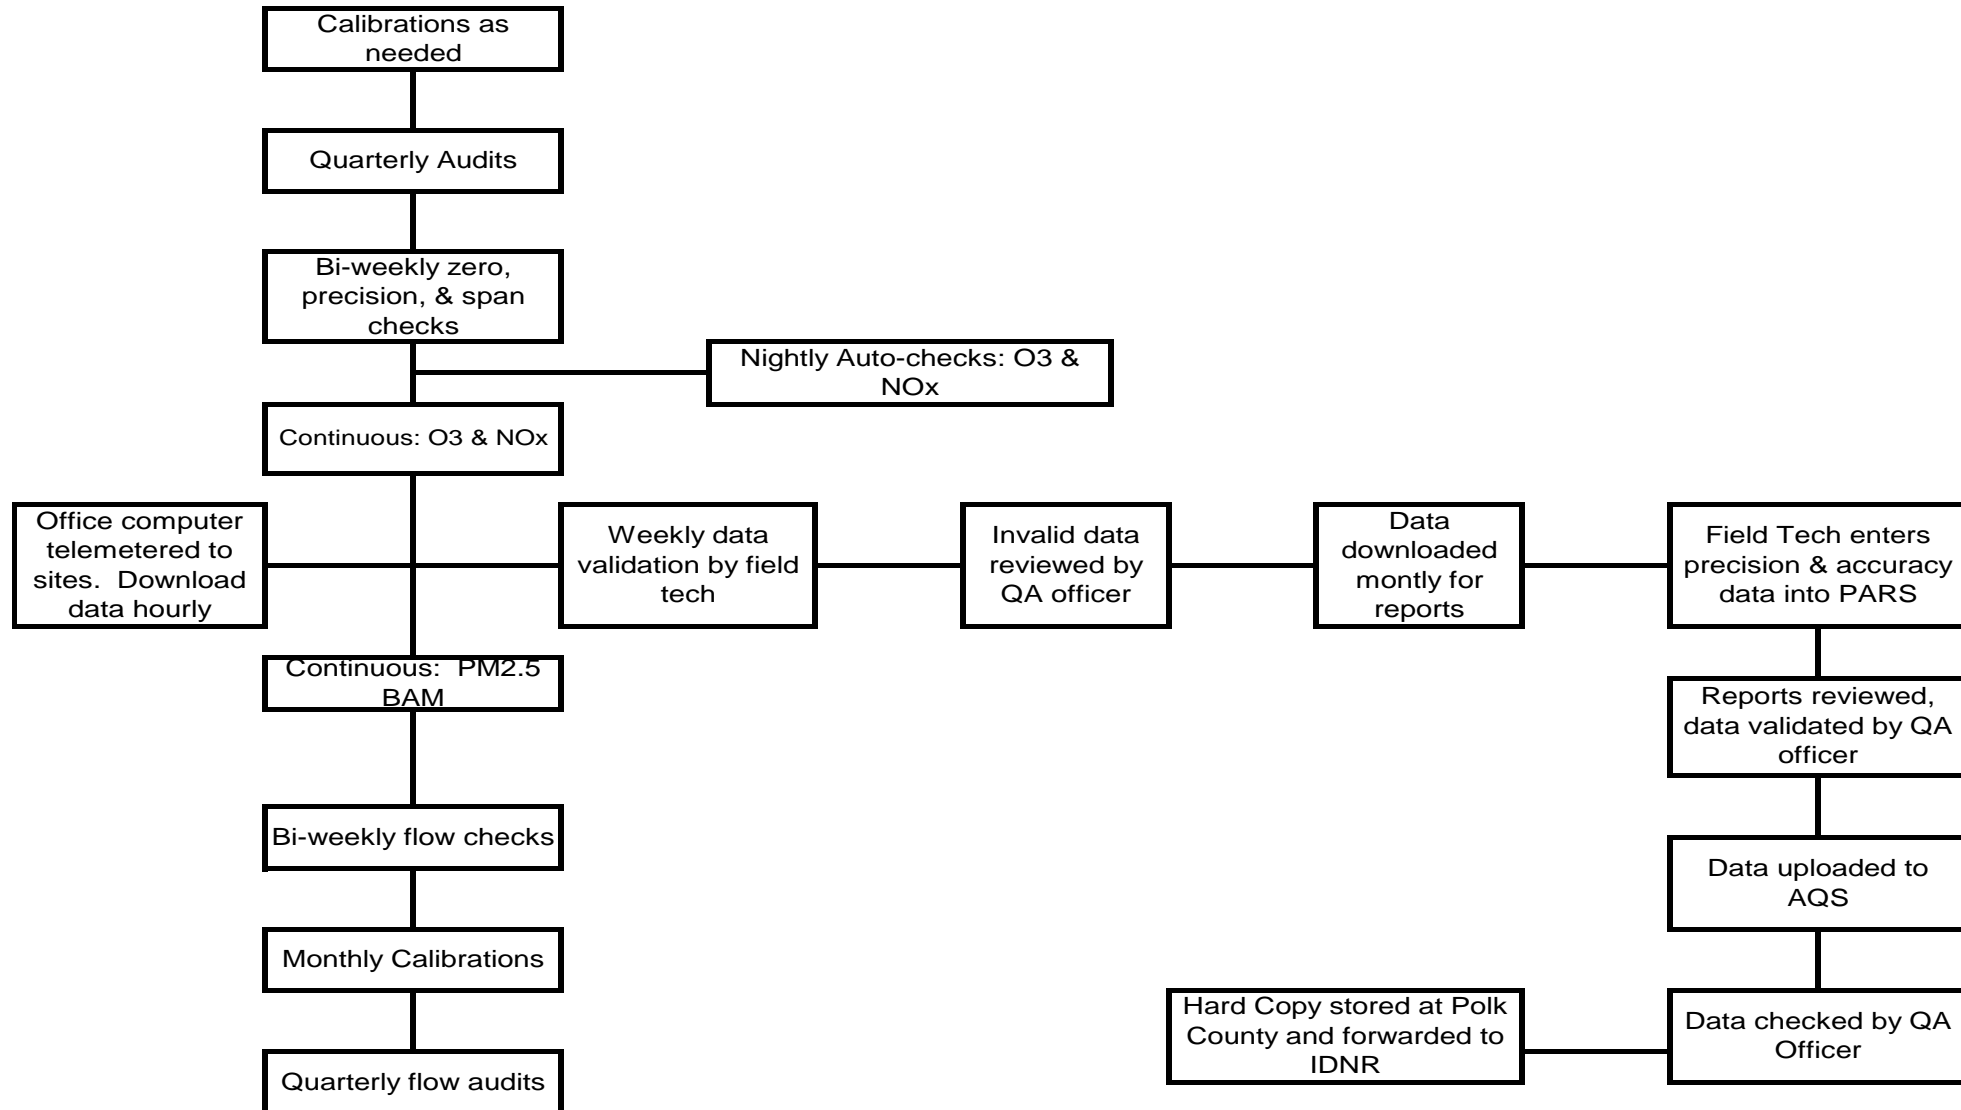 Calibrations as
needed
Quarterly Audits
Bi-weekly zero,
precision, & span
checks
Nightly Auto-checks: O3 &
NOx
Continuous: O3 & NOx
Office computer
telemetered to
sites.  Download
data hourly
Weekly data
validation by field
tech
Invalid data
reviewed by
QA officer
Data
downloaded
montly for
reports
Field Tech enters
precision & accuracy
data into PARS
Continuous:  PM2.5
BAM
Reports reviewed,
data validated by QA
officer
Bi-weekly flow checks
Data uploaded to
AQS
Monthly Calibrations
Hard Copy stored at Polk
County and forwarded to
IDNR
Data checked by QA
Officer
Quarterly flow audits